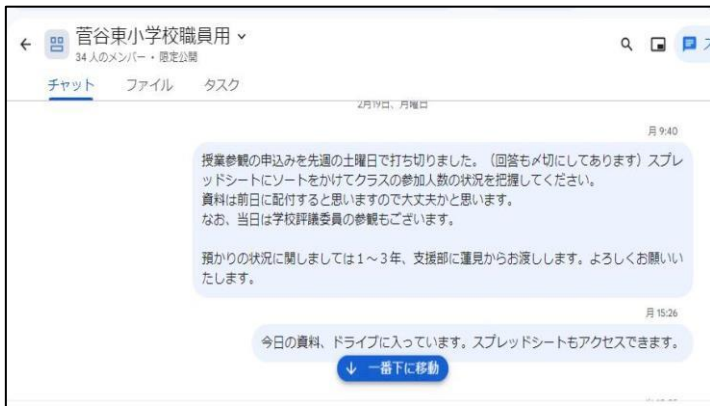 菅谷東小学校職員用
34 人のメンバー・限定公開
チャット ファイル タスク
2月19日、月曜日
月 9:40
授業参観の申込みを先週の土曜日で打ち切りました。（回答も〆切にしてあります）スプレ
ッドシートにソートをかけてクラスの参加人数の状況を把握してください。
資料は前日に配付すると思いますので大丈夫かと思います。
なお、当日は学校評議委員の参観もございます。
預かりの状況に関しましては１～３年、支援部に蓮見からお渡しします。よろしくお願いい
たします。
月 15:26
今日の資料、ドライブに入っています。スプレッドシートもアクセスできます。
↓ 一番下に移動